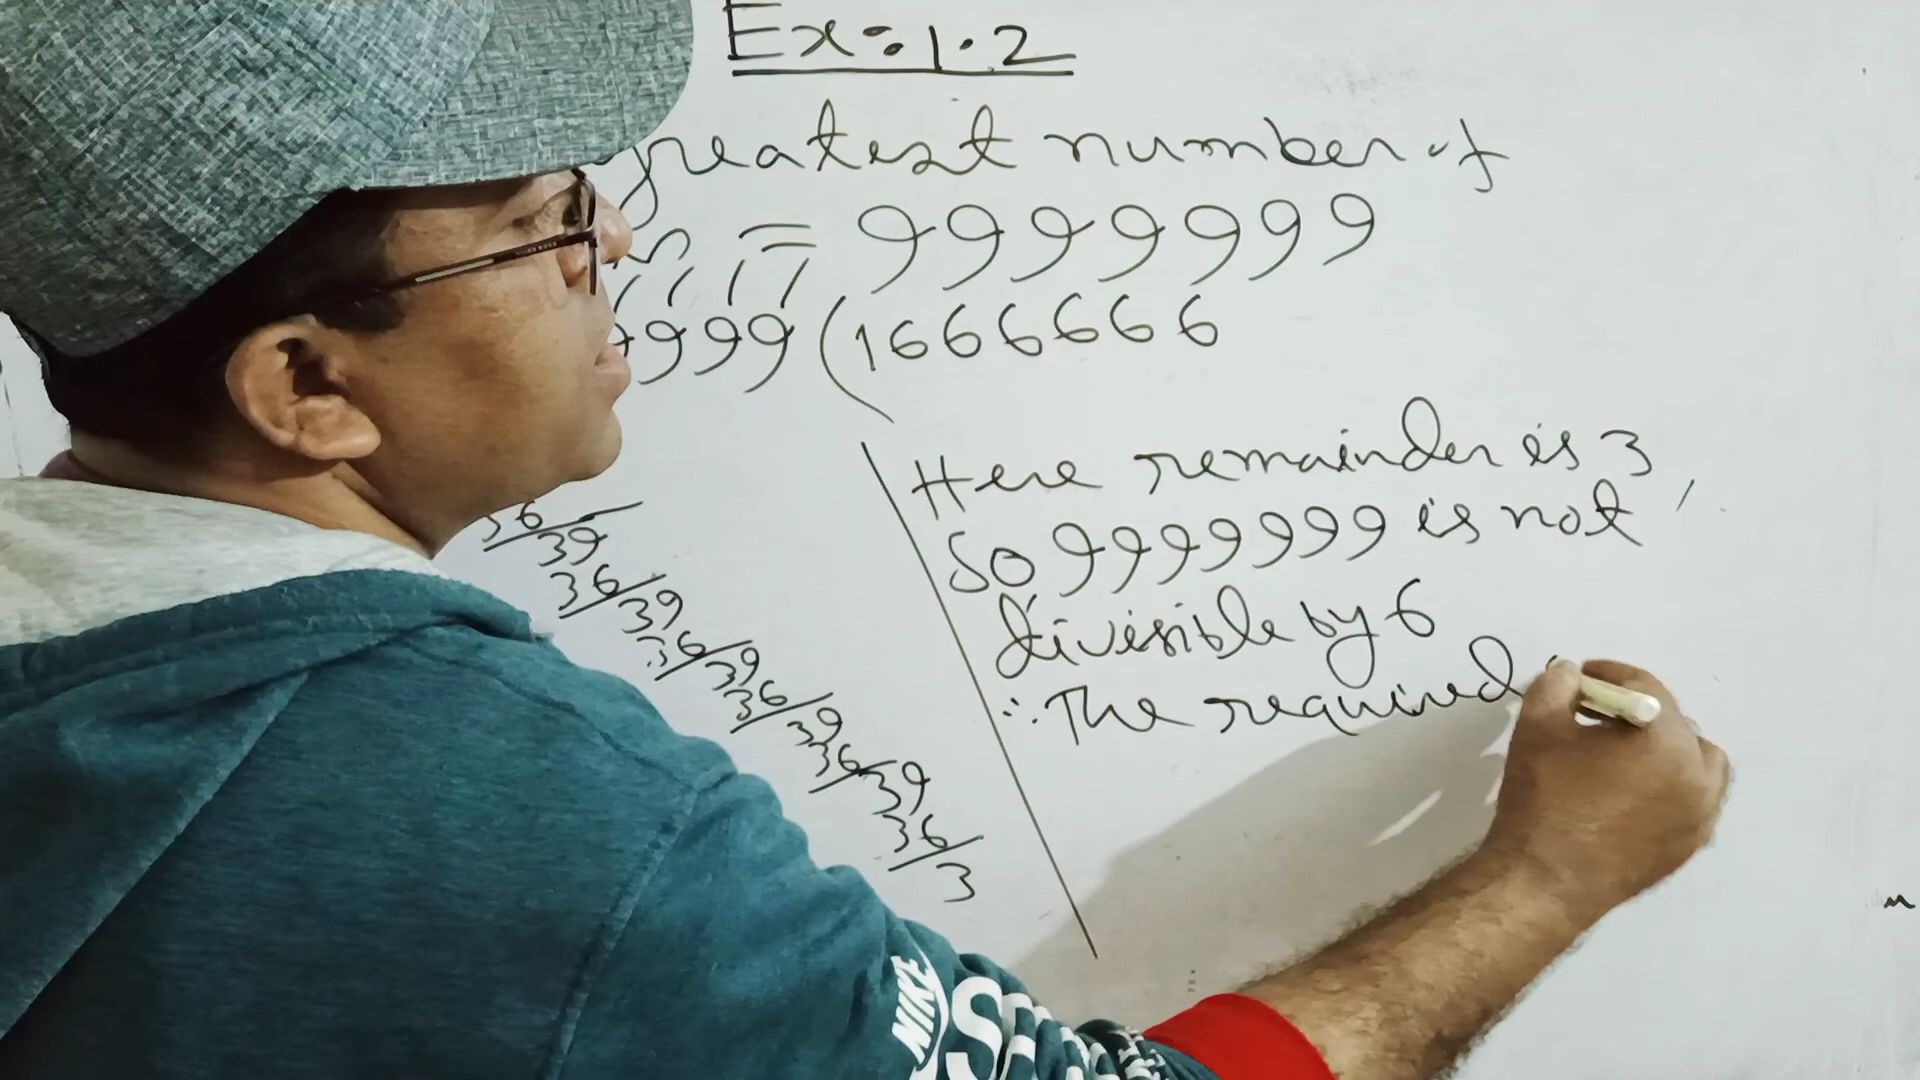 Ex:- 1.2
greatest number of
= 9999999
999 (1666666
Here remainder is 3
So 9999999 is not
divisible by 6
∴ The required
36
39
36
39
36
39
36
39
36
39
36
3
NIKE